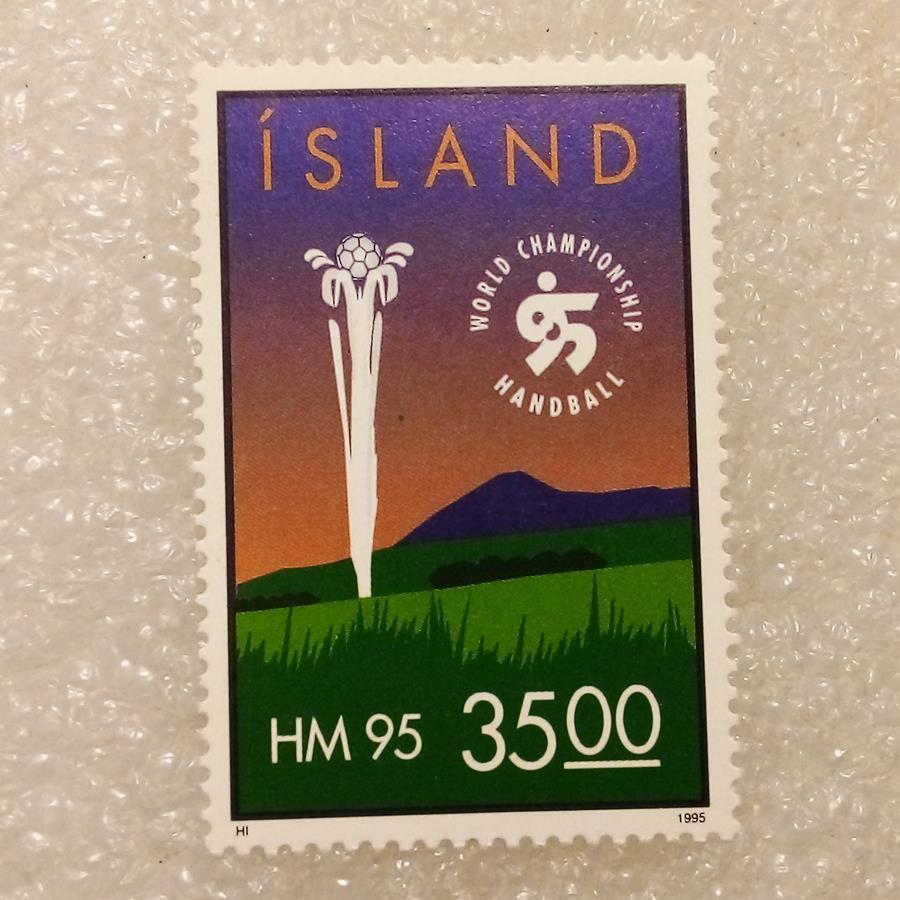 ÍSLAND
WORLD CHAMPIONSHIP
95
HANDBALL
HM 95 3500
HI 1995